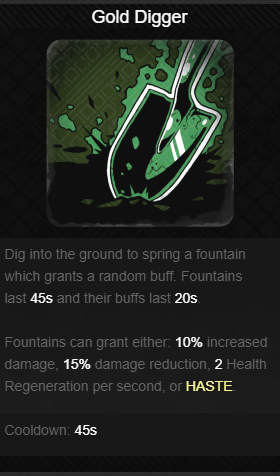 Gold Digger
Dig into the ground to spring a fountain
which grants a random buff. Fountains
last 45s and their buffs last 20s.
Fountains can grant either: 10% increased
damage, 15% damage reduction, 2 Health
Regeneration per second, or HASTE.
Cooldown: 45s